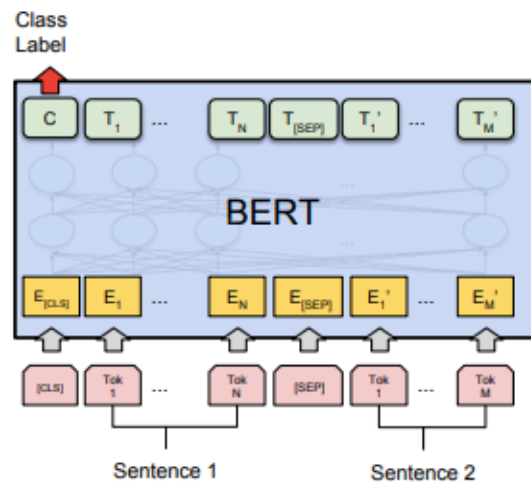 Class
Label
C T1 ... TN T[SEP] T1' ... TM'
...
BERT
...
E[CLS] E1 ... EN E[SEP] E1' ... EM'
[CLS] Tok 1 ... Tok N [SEP] Tok 1 ... Tok M
Sentence 1 Sentence 2